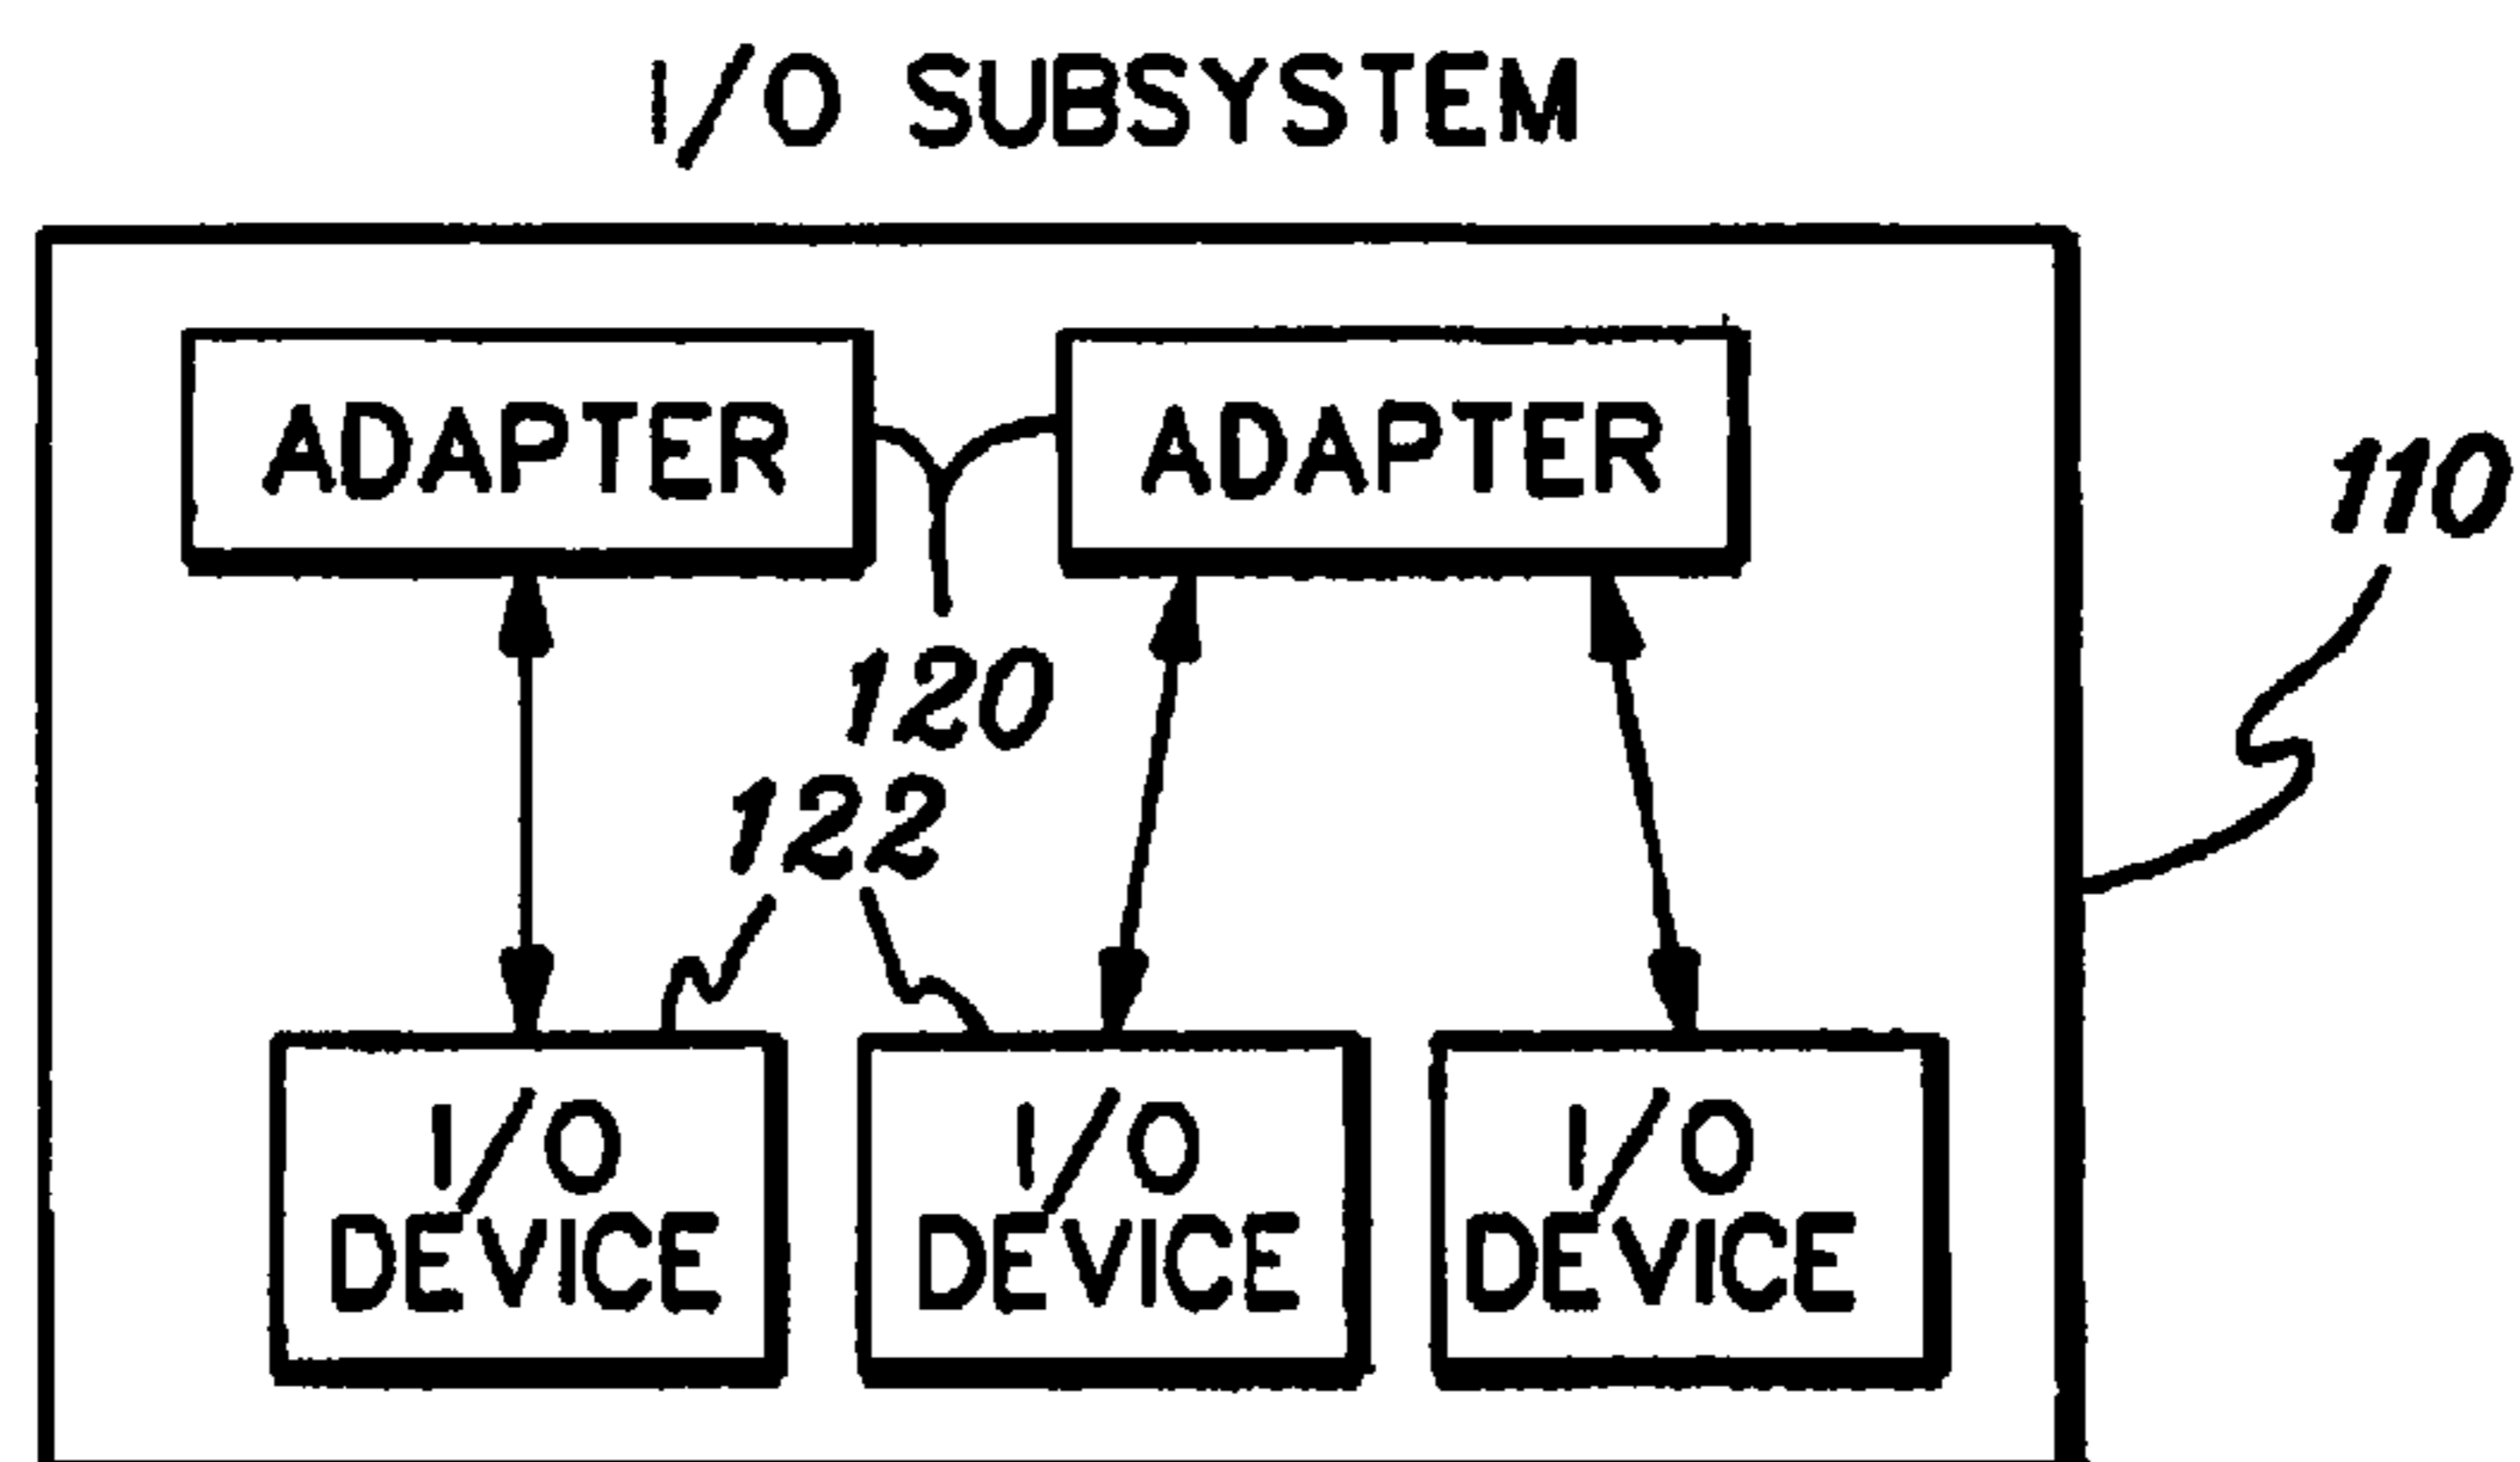 I/O SUBSYSTEM
ADAPTER ADAPTER
110
120
122
I/O I/O I/O
DEVICE DEVICE DEVICE